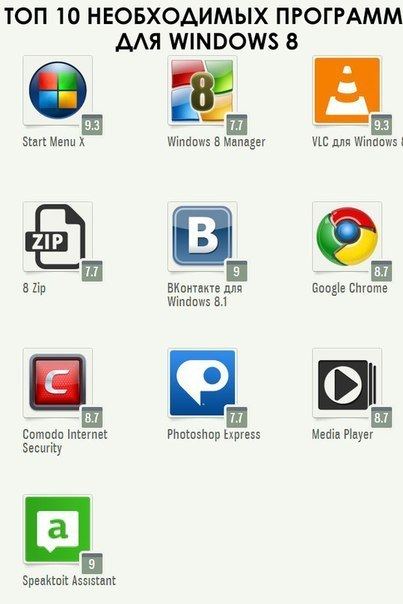 ТОП 10 НЕОБХОДИМЫХ ПРОГРАММ
ДЛЯ WINDOWS 8
9.3
Start Menu X
8
7.7
Windows 8 Manager
9.3
VLC для Windows 8
ZIP
7.7
8 Zip
B
9
ВКонтакте для
Windows 8.1
8.7
Google Chrome
C
8.7
Comodo Internet
Security
P
7.7
Photoshop Express
8.7
Media Player
a
9
Speaktoit Assistant